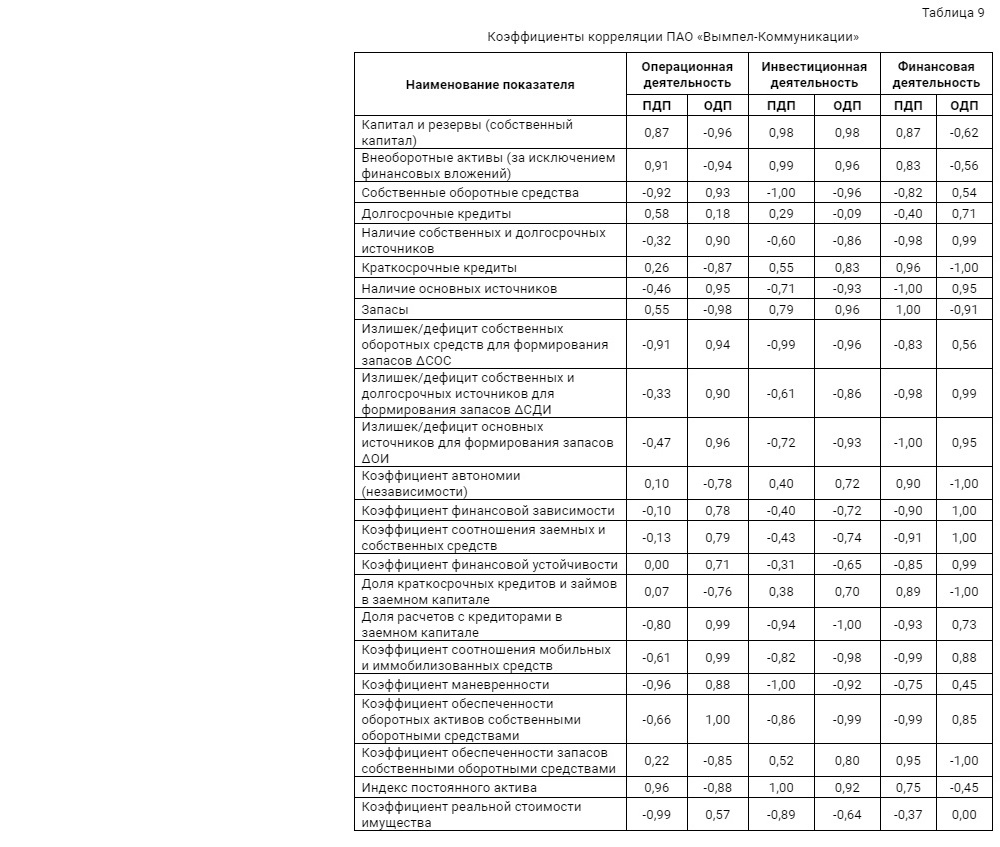 Таблица 9
Коэффициенты корреляции ПАО «Вымпел-Коммуникации»
Наименование показателя Операционная деятельность Инвестиционная деятельность Финансовая деятельность
ПДП ОДП ПДП ОДП ПДП ОДП
Капитал и резервы (собственный
капитал) 0,87 -0,96 0,98 0,98 0,87 -0,62
Внеоборотные активы (за исключением
финансовых вложений) 0,91 -0,94 0,99 0,96 0,83 -0,56
Собственные оборотные средства -0,92 0,93 -1,00 -0,96 -0,82 0,54
Долгосрочные кредиты 0,58 0,18 0,29 -0,09 -0,40 0,71
Наличие собственных и долгосрочных
источников -0,32 0,90 -0,60 -0,86 -0,98 0,99
Краткосрочные кредиты 0,26 -0,87 0,55 0,83 0,96 -1,00
Наличие основных источников -0,46 0,95 -0,71 -0,93 -1,00 0,95
Запасы 0,55 -0,98 0,79 0,96 1,00 -0,91
Излишек/дефицит собственных
оборотных средств для формирования
запасов ΔСОС -0,91 0,94 -0,99 -0,96 -0,83 0,56
Излишек/дефицит собственных и
долгосрочных источников для
формирования запасов ΔСДИ -0,33 0,90 -0,61 -0,86 -0,98 0,99
Излишек/дефицит основных
источников для формирования запасов
ΔОИ -0,47 0,96 -0,72 -0,93 -1,00 0,95
Коэффициент автономии
(независимости) 0,10 -0,78 0,40 0,72 0,90 -1,00
Коэффициент финансовой зависимости -0,10 0,78 -0,40 -0,72 -0,90 1,00
Коэффициент соотношения заемных и
собственных средств -0,13 0,79 -0,43 -0,74 -0,91 1,00
Коэффициент финансовой устойчивости 0,00 0,71 -0,31 -0,65 -0,85 0,99
Доля краткосрочных кредитов и займов
в заемном капитале 0,07 -0,76 0,38 0,70 0,89 -1,00
Доля расчетов с кредиторами в
заемном капитале -0,80 0,99 -0,94 -1,00 -0,93 0,73
Коэффициент соотношения мобильных
и иммобилизованных средств -0,61 0,99 -0,82 -0,98 -0,99 0,88
Коэффициент маневренности -0,96 0,88 -1,00 -0,92 -0,75 0,45
Коэффициент обеспеченности
оборотных активов собственными
оборотными средствами -0,66 1,00 -0,86 -0,99 -0,99 0,85
Коэффициент обеспеченности запасов
собственными оборотными средствами 0,22 -0,85 0,52 0,80 0,95 -1,00
Индекс постоянного актива 0,96 -0,88 1,00 0,92 0,75 -0,45
Коэффициент реальной стоимости
имущества -0,99 0,57 -0,89 -0,64 -0,37 0,00